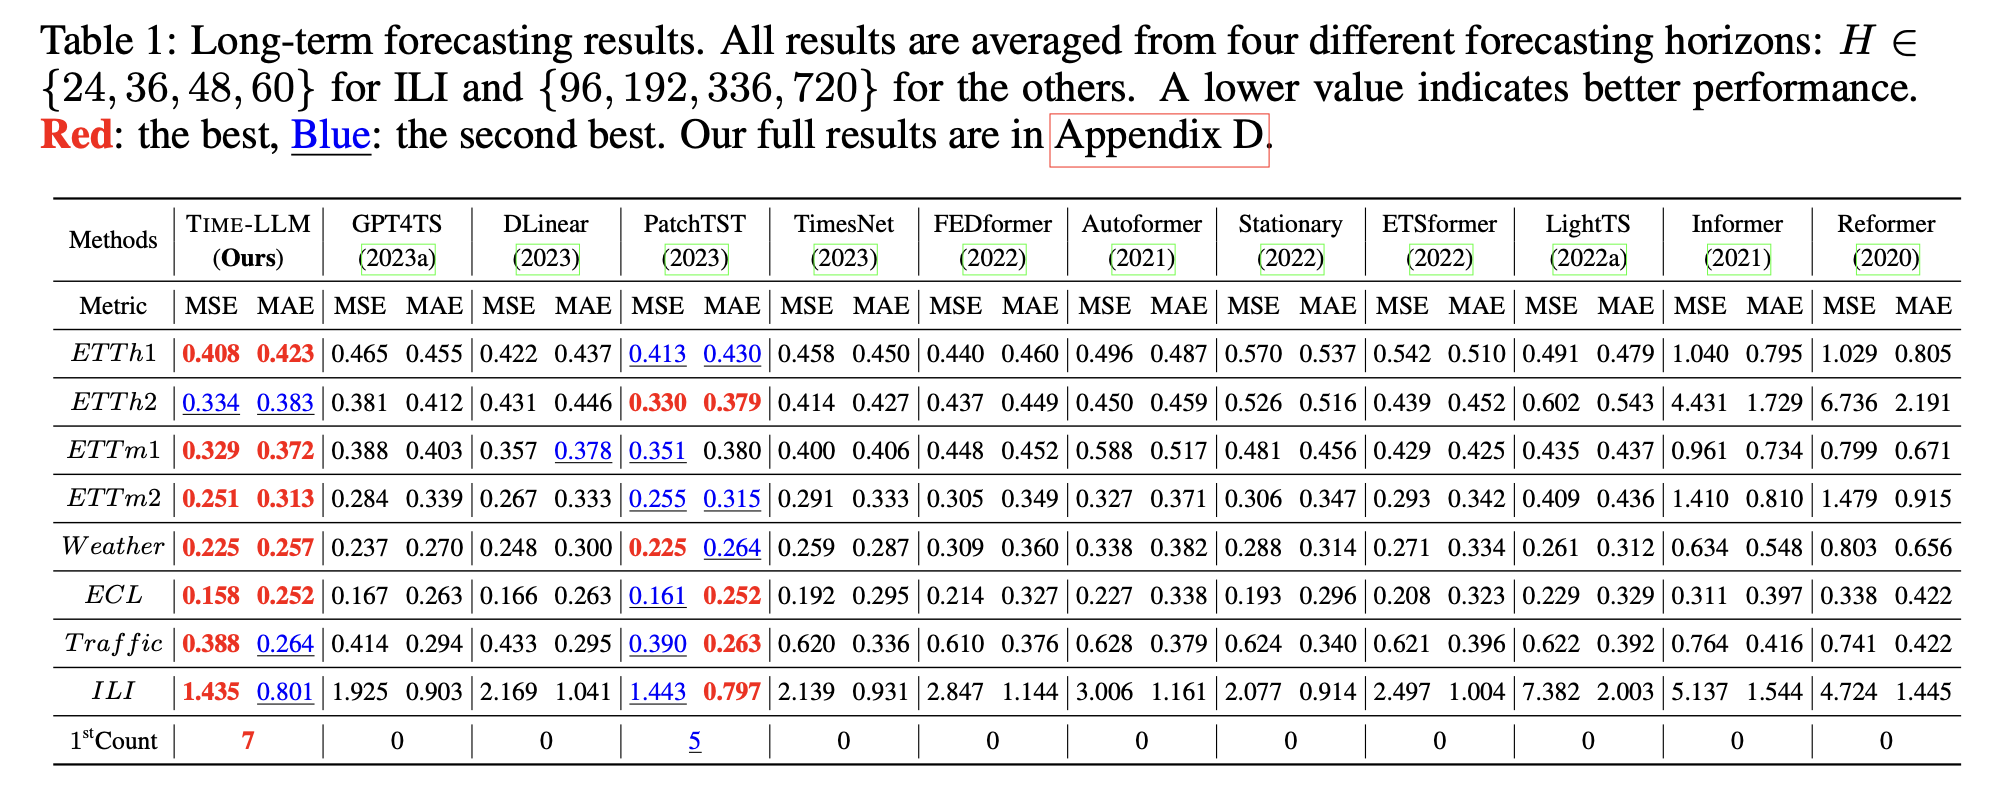 Table 1: Long-term forecasting results. All results are averaged from four different forecasting horizons: H ∈
{24, 36, 48, 60} for ILI and {96, 192, 336, 720} for the others. A lower value indicates better performance.
Red: the best, Blue: the second best. Our full results are in Appendix D.
Methods | TIME-LLM (Ours) | GPT4TS (2023a) | DLinear (2023) | PatchTST (2023) | TimesNet (2023) | FEDformer (2022) | Autoformer (2021) | Stationary (2022) | ETSformer (2022) | LightTS (2022a) | Informer (2021) | Reformer (2020)
Metric | MSE MAE | MSE MAE | MSE MAE | MSE MAE | MSE MAE | MSE MAE | MSE MAE | MSE MAE | MSE MAE | MSE MAE | MSE MAE | MSE MAE
ETTh1 | 0.408 0.423 | 0.465 0.455 | 0.422 0.437 | 0.413 0.430 | 0.458 0.450 | 0.440 0.460 | 0.496 0.487 | 0.570 0.537 | 0.542 0.510 | 0.491 0.479 | 1.040 0.795 | 1.029 0.805
ETTh2 | 0.334 0.383 | 0.381 0.412 | 0.431 0.446 | 0.330 0.379 | 0.414 0.427 | 0.437 0.449 | 0.450 0.459 | 0.526 0.516 | 0.439 0.452 | 0.602 0.543 | 4.431 1.729 | 6.736 2.191
ETTm1 | 0.329 0.372 | 0.388 0.403 | 0.357 0.378 | 0.351 0.380 | 0.400 0.406 | 0.448 0.452 | 0.588 0.517 | 0.481 0.456 | 0.429 0.425 | 0.435 0.437 | 0.961 0.734 | 0.799 0.671
ETTm2 | 0.251 0.313 | 0.284 0.339 | 0.267 0.333 | 0.255 0.315 | 0.291 0.333 | 0.305 0.349 | 0.327 0.371 | 0.306 0.347 | 0.293 0.342 | 0.409 0.436 | 1.410 0.810 | 1.479 0.915
Weather | 0.225 0.257 | 0.237 0.270 | 0.248 0.300 | 0.225 0.264 | 0.259 0.287 | 0.309 0.360 | 0.338 0.382 | 0.288 0.314 | 0.271 0.334 | 0.261 0.312 | 0.634 0.548 | 0.803 0.656
ECL | 0.158 0.252 | 0.167 0.263 | 0.166 0.263 | 0.161 0.252 | 0.192 0.295 | 0.214 0.327 | 0.227 0.338 | 0.193 0.296 | 0.208 0.323 | 0.229 0.329 | 0.311 0.397 | 0.338 0.422
Traffic | 0.388 0.264 | 0.414 0.294 | 0.433 0.295 | 0.390 0.263 | 0.620 0.336 | 0.610 0.376 | 0.628 0.379 | 0.624 0.340 | 0.621 0.396 | 0.622 0.392 | 0.764 0.416 | 0.741 0.422
ILI | 1.435 0.801 | 1.925 0.903 | 2.169 1.041 | 1.443 0.797 | 2.139 0.931 | 2.847 1.144 | 3.006 1.161 | 2.077 0.914 | 2.497 1.004 | 7.382 2.003 | 5.137 1.544 | 4.724 1.445
1stCount | 7 | 0 | 0 | 5 | 0 | 0 | 0 | 0 | 0 | 0 | 0 | 0